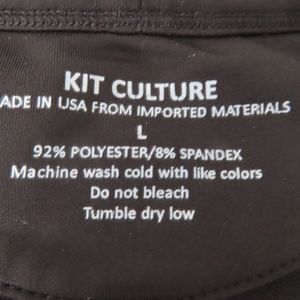 KIT CULTURE
ADE IN USA FROM IMPORTED MATERIALS
L
92% POLYESTER/8% SPANDEX
Machine wash cold with like colors
Do not bleach
Tumble dry low